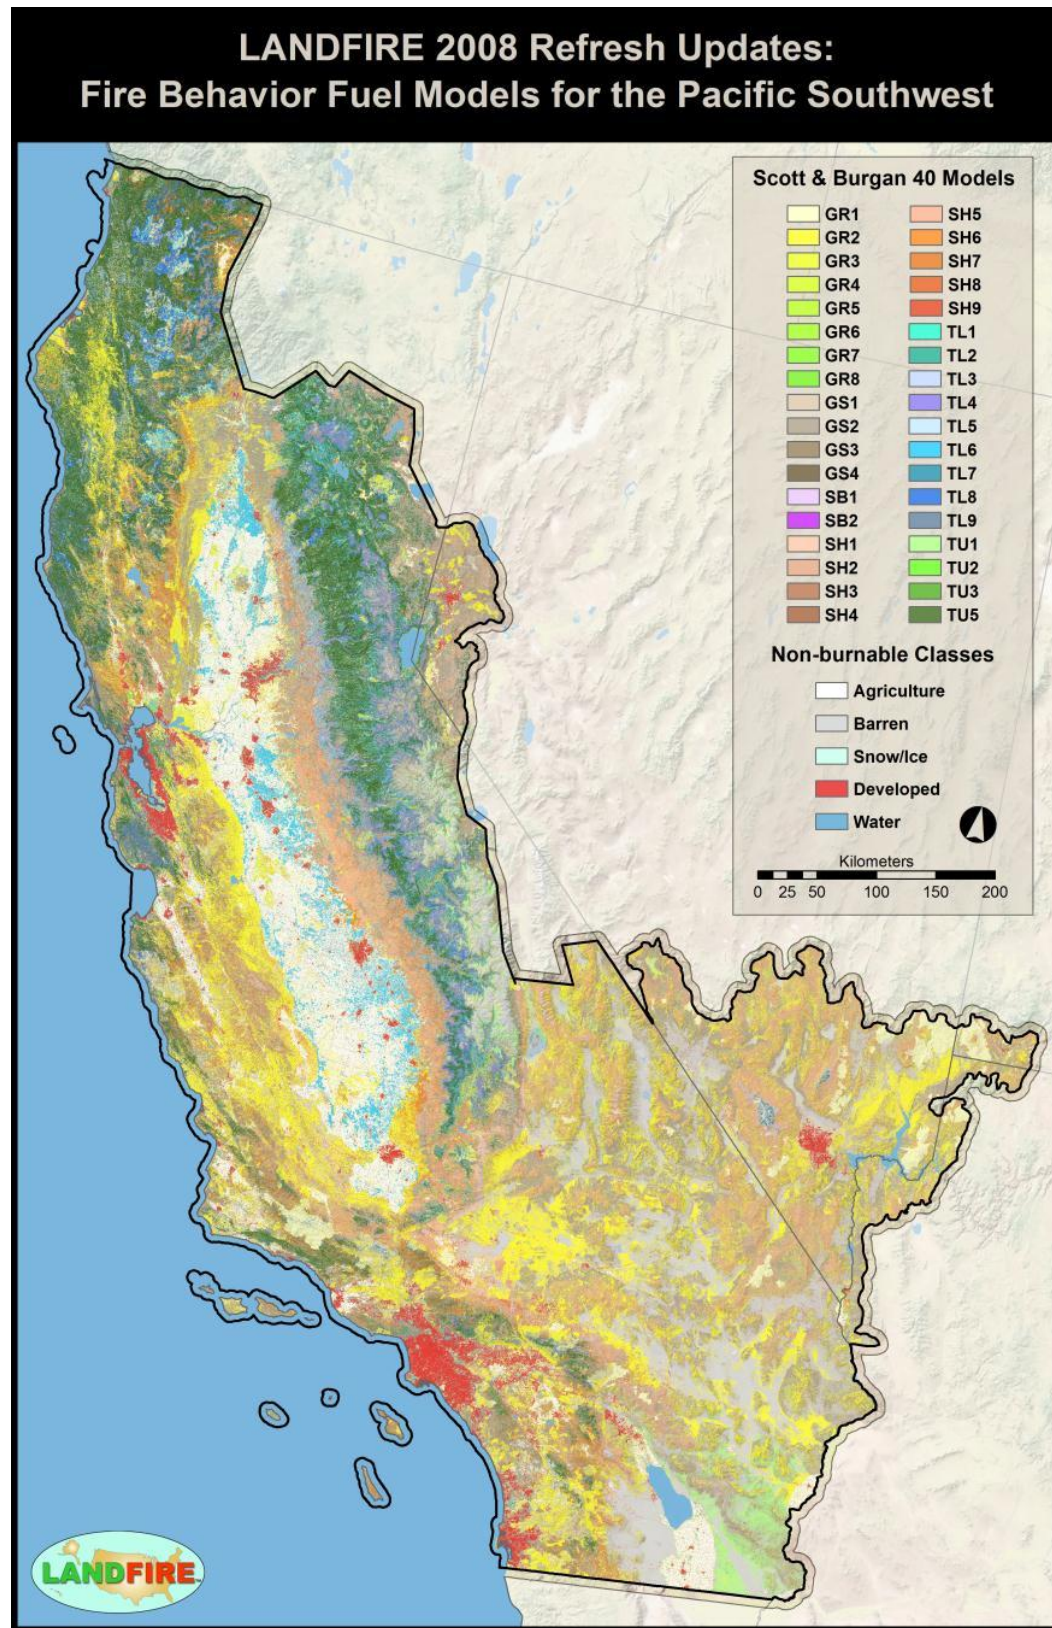 LANDFIRE 2008 Refresh Updates:
Fire Behavior Fuel Models for the Pacific Southwest
Scott & Burgan 40 Models
GR1
GR2
GR3
GR4
GR5
GR6
GR7
GR8
GS1
GS2
GS3
GS4
SB1
SB2
SH1
SH2
SH3
SH4
SH5
SH6
SH7
SH8
SH9
TL1
TL2
TL3
TL4
TL5
TL6
TL7
TL8
TL9
TU1
TU2
TU3
TU5
Non-burnable Classes
Agriculture
Barren
Snow/Ice
Developed
Water
Kilometers
0 25 50 100 150 200
LANDFIRE